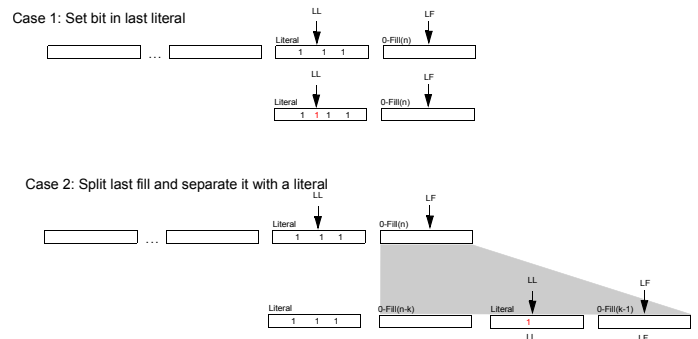 Case 1: Set bit in last literal
LL
LF
Literal
0-Fill(n)
1 1 1
...
LL
LF
Literal
0-Fill(n)
1 1 1 1
Case 2: Split last fill and separate it with a literal
LL
LF
Literal
0-Fill(n)
1 1 1
...
LL
LF
Literal
0-Fill(n-k)
Literal
0-Fill(k-1)
1 1 1
1
LL
LF